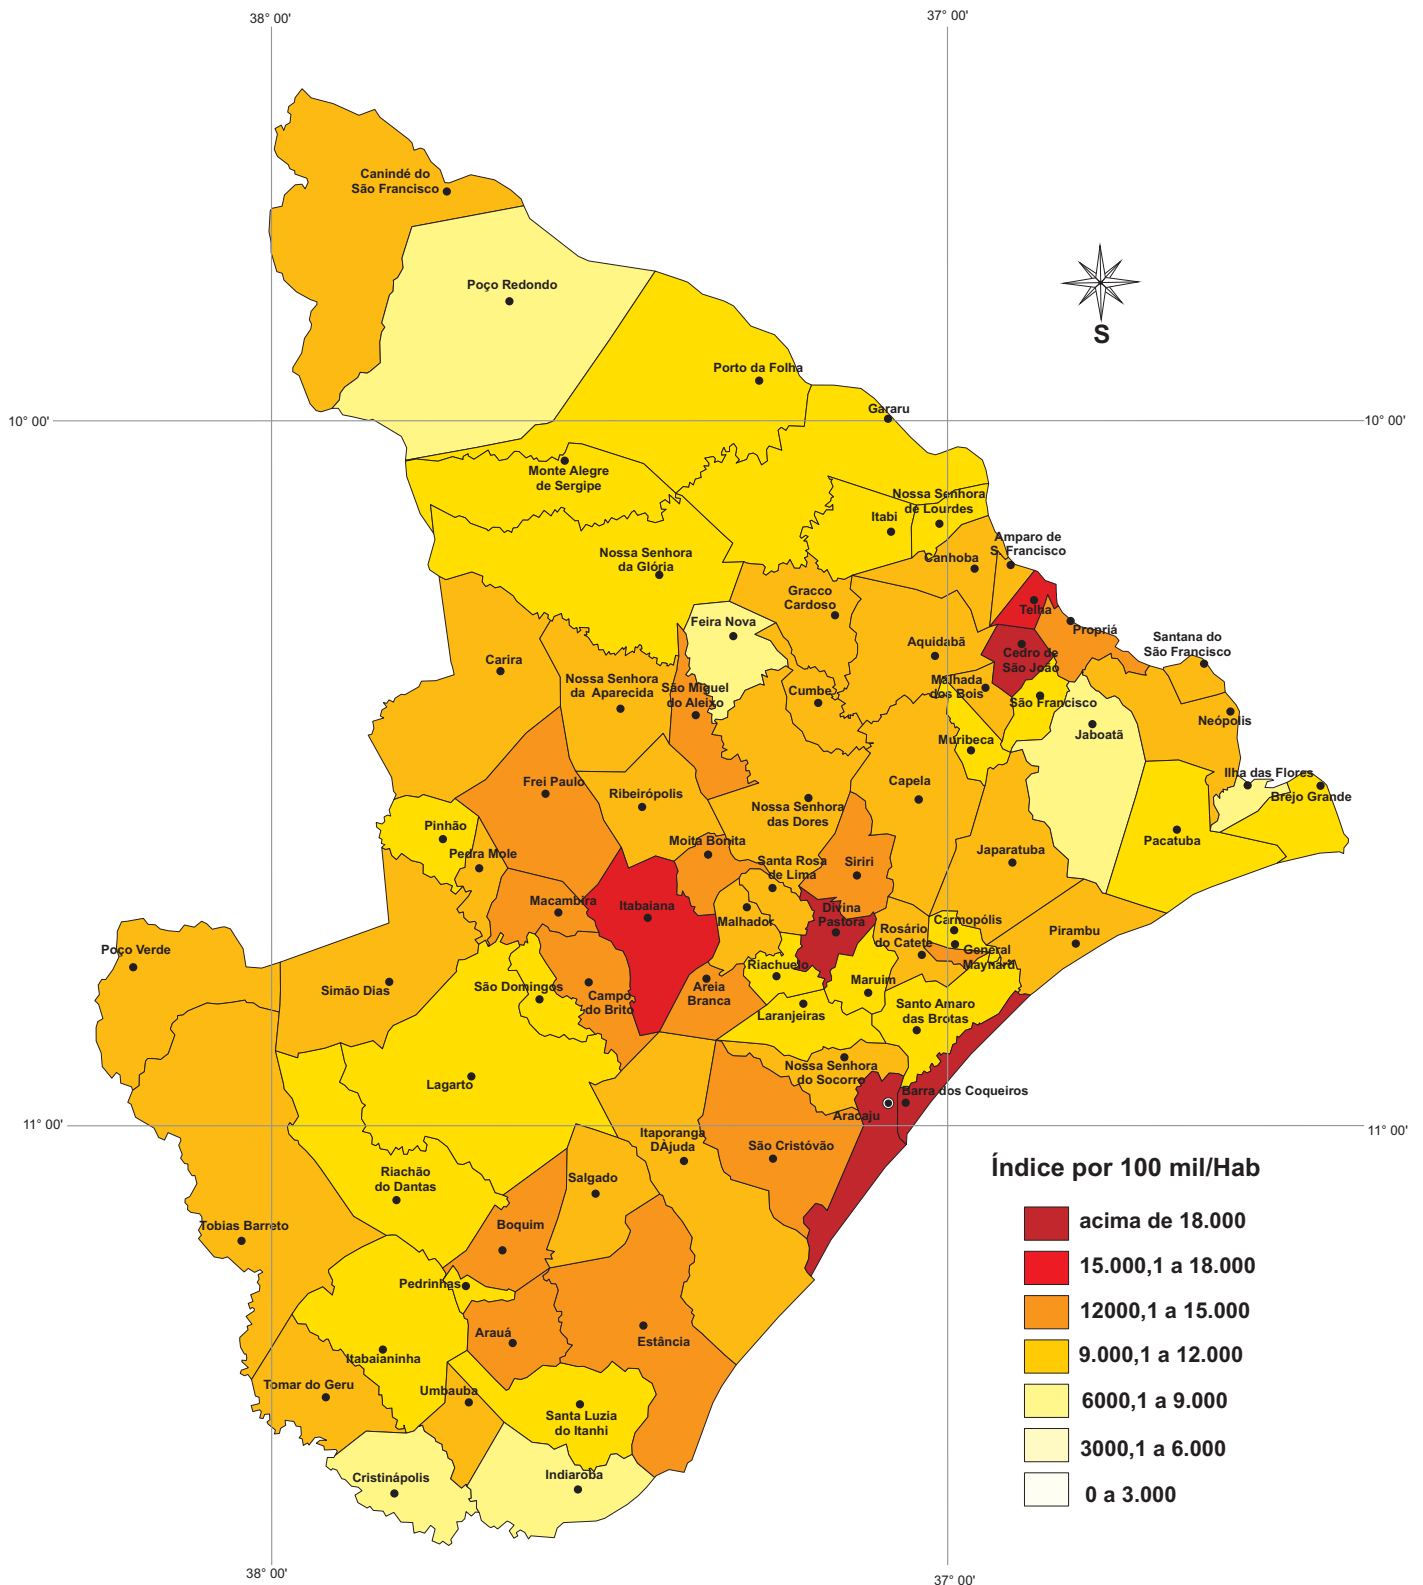 38° 00'
37° 00'
Canindé do
São Francisco
Poço Redondo
S
Porto da Folha
Gararu
10° 00'
10° 00'
Monte Alegre
de Sergipe
Nossa Senhora
de Lourdes
Itabi
Amparo de
S. Francisco
Nossa Senhora
da Glória
Canhoba
Gracco
Cardoso
Telha
Feira Nova
Propriá
Aquidabã
Santana do
São Francisco
Cedro de
São João
Carira
Nossa Senhora
da Aparecida
São Miguel
do Aleixo
Cumbe
Malhada
dos Bois
São Francisco
Neópolis
Jaboatã
Muribeca
Frei Paulo
Ribeirópolis
Capela
Ilha das Flores
Brejo Grande
Nossa Senhora
das Dores
Pinhão
Moita Bonita
Pacatuba
Pedra Mole
Santa Rosa
de Lima
Siriri
Japaratuba
Macambira
Itabaiana
Malhador
Divina
Pastora
Carmopólis
Rosário
do Catete
Pirambu
Poço Verde
General
Maynard
Simão Dias
São Domingos
Campo
do Brito
Areia
Branca
Riachuelo
Maruim
Laranjeiras
Santo Amaro
das Brotas
Lagarto
Nossa Senhora
do Socorro
Barra dos Coqueiros
Aracaju
11° 00'
11° 00'
Itaporanga
DÀjuda
São Cristóvão
Riachão
do Dantas
Salgado
Tobias Barreto
Boquim
Pedrinhas
Arauá
Estância
Itabaianinha
Tomar do Geru
Umbauba
Santa Luzia
do Itanhi
Cristinápolis
Indiaroba
Índice por 100 mil/Hab
acima de 18.000
15.000,1 a 18.000
12000,1 a 15.000
9.000,1 a 12.000
6000,1 a 9.000
3000,1 a 6.000
0 a 3.000
38° 00'
37° 00'